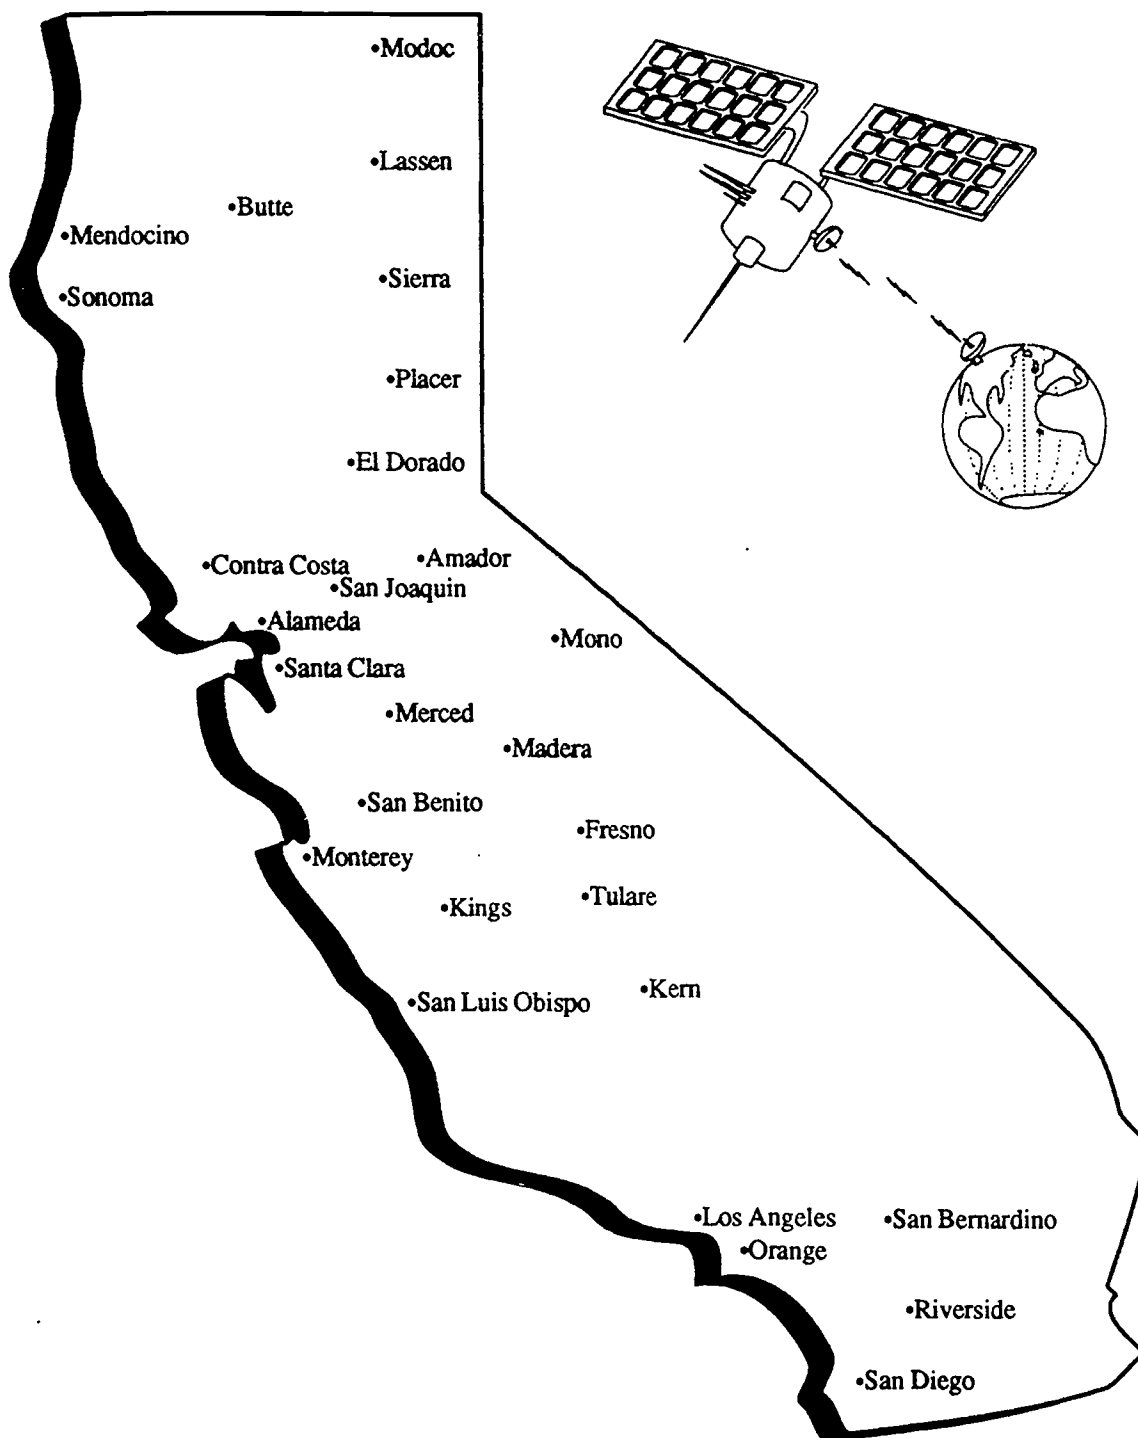 Modoc
Lassen
Butte
Mendocino
Sierra
Sonoma
Placer
El Dorado
Amador
Contra Costa
San Joaquin
Alameda
Mono
Santa Clara
Merced
Madera
San Benito
Fresno
Monterey
Tulare
Kings
Kern
San Luis Obispo
Los Angeles
San Bernardino
Orange
Riverside
San Diego